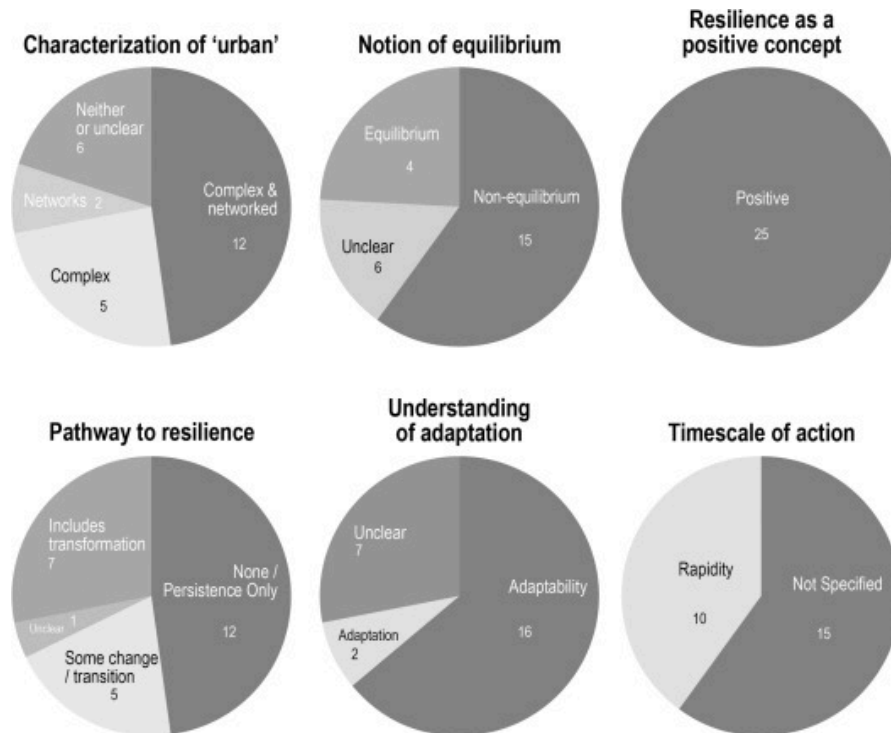 Characterization of ‘urban’
Neither
or unclear
6
Networks 2
Complex &
networked
12
Complex
5
Notion of equilibrium
Equilibrium
4
Non-equilibrium
15
Unclear
6
Resilience as a
positive concept
Positive
25
Pathway to resilience
Includes
transformation
7
None /
Persistence Only
12
Unclear 1
Some change
/ transition
5
Understanding
of adaptation
Unclear
7
Adaptability
16
Adaptation
2
Timescale of action
Rapidity
10
Not Specified
15